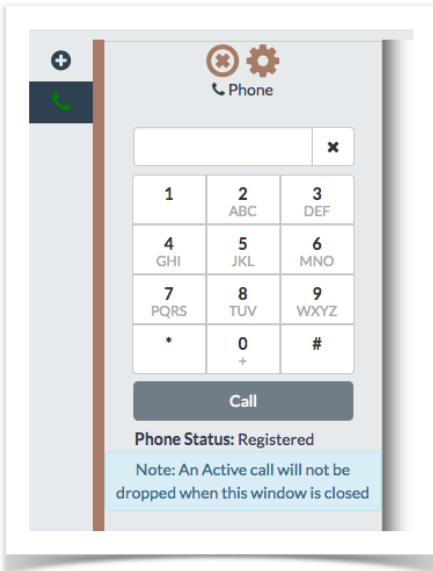 Phone
1 2 3
ABC DEF
4 5 6
GHI JKL MNO
7 8 9
PQRS TUV WXYZ
* 0 #
+
Call
Phone Status: Registered
Note: An Active call will not be
dropped when this window is closed